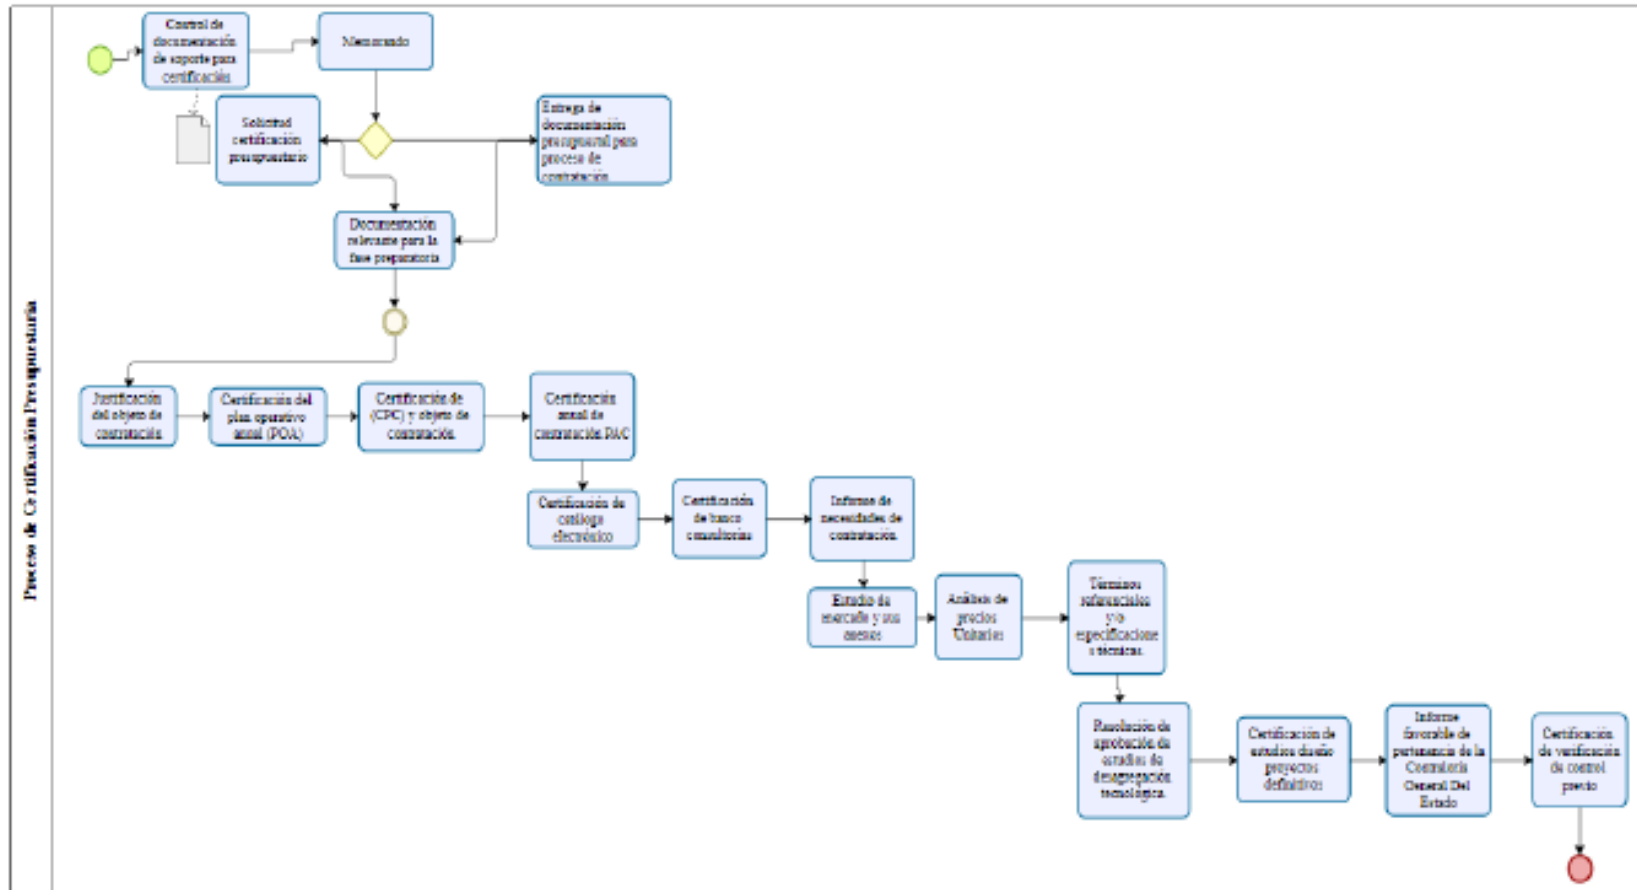 Proceso de Certificación Presupuestaria
Control de
documentación
de soporte para
certificación
Memorando
Solicitud
certificación
presupuestario
Entrega de
documentación
presupuestal para
proceso de
contratación
Documentación
relevante para la
fase preparatoria
Justificación
del objeto de
contratación
Certificación del
plan operativo
anual (POA)
Certificación de
(CPC) y objeto de
contratación.
Certificación
anual de
contratación PAC
Certificación de
catálogo
electrónico
Certificación
de banco
consultorías
Informe de
necesidades de
contratación.
Estudio de
mercado y sus
anexos
Análisis de
precios
Unitarios
Términos
referenciales
y/o
especificacione
s técnicas.
Resolución de
aprobación de
estudios de
desagregación
tecnológica.
Certificación de
estudios diseño
proyectos
definitivos
Informe
favorable de
pertenencia de la
Contraloría
General Del
Estado
Certificación
de verificación
de control
previo